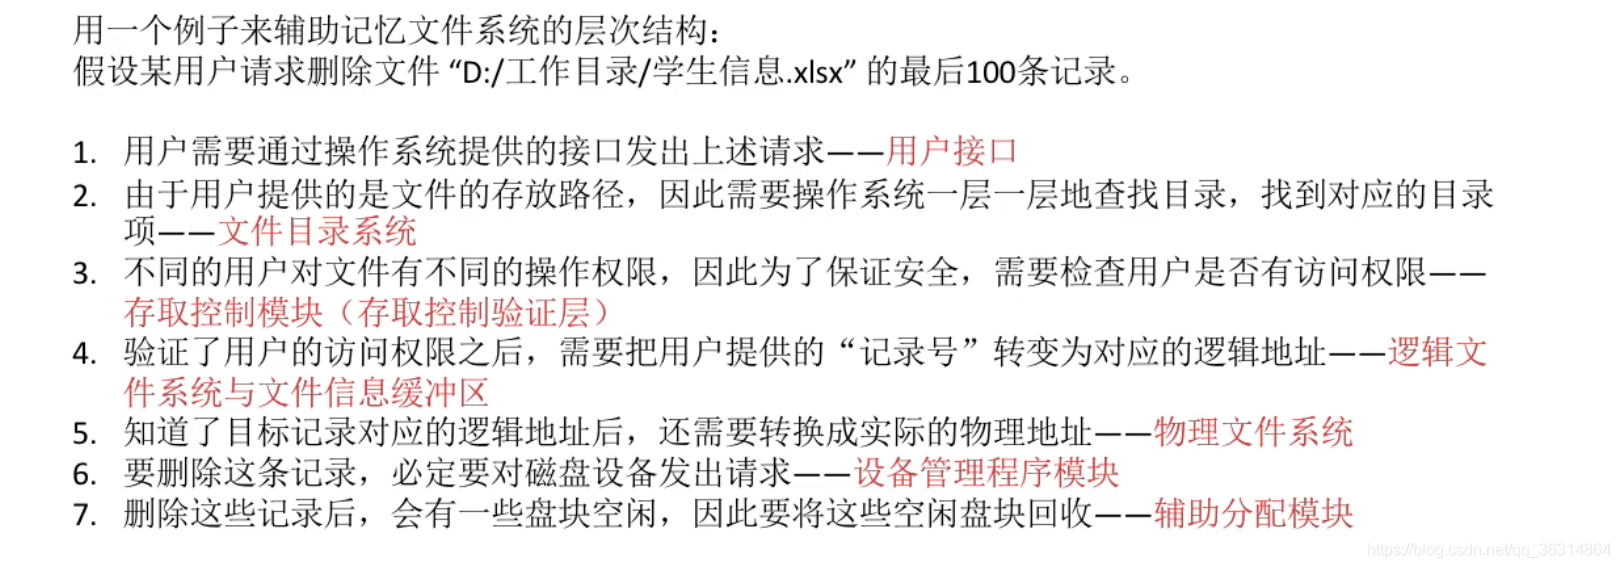 用一个例子来辅助记忆文件系统的层次结构：
假设某用户请求删除文件 “D:/工作目录/学生信息.xlsx” 的最后100条记录。
1. 用户需要通过操作系统提供的接口发出上述请求——用户接口
2. 由于用户提供的是文件的存放路径，因此需要操作系统一层一层地查找目录，找到对应的目录
项——文件目录系统
3. 不同的用户对文件有不同的操作权限，因此为了保证安全，需要检查用户是否有访问权限——
存取控制模块（存取控制验证层）
4. 验证了用户的访问权限之后，需要把用户提供的“记录号”转变为对应的逻辑地址——逻辑文
件系统与文件信息缓冲区
5. 知道了目标记录对应的逻辑地址后，还需要转换成实际的物理地址——物理文件系统
6. 要删除这条记录，必定要对磁盘设备发出请求——设备管理程序模块
7. 删除这些记录后，会有一些盘块空闲，因此要将这些空闲盘块回收——辅助分配模块
https://blog.csdn.net/qq_36314864